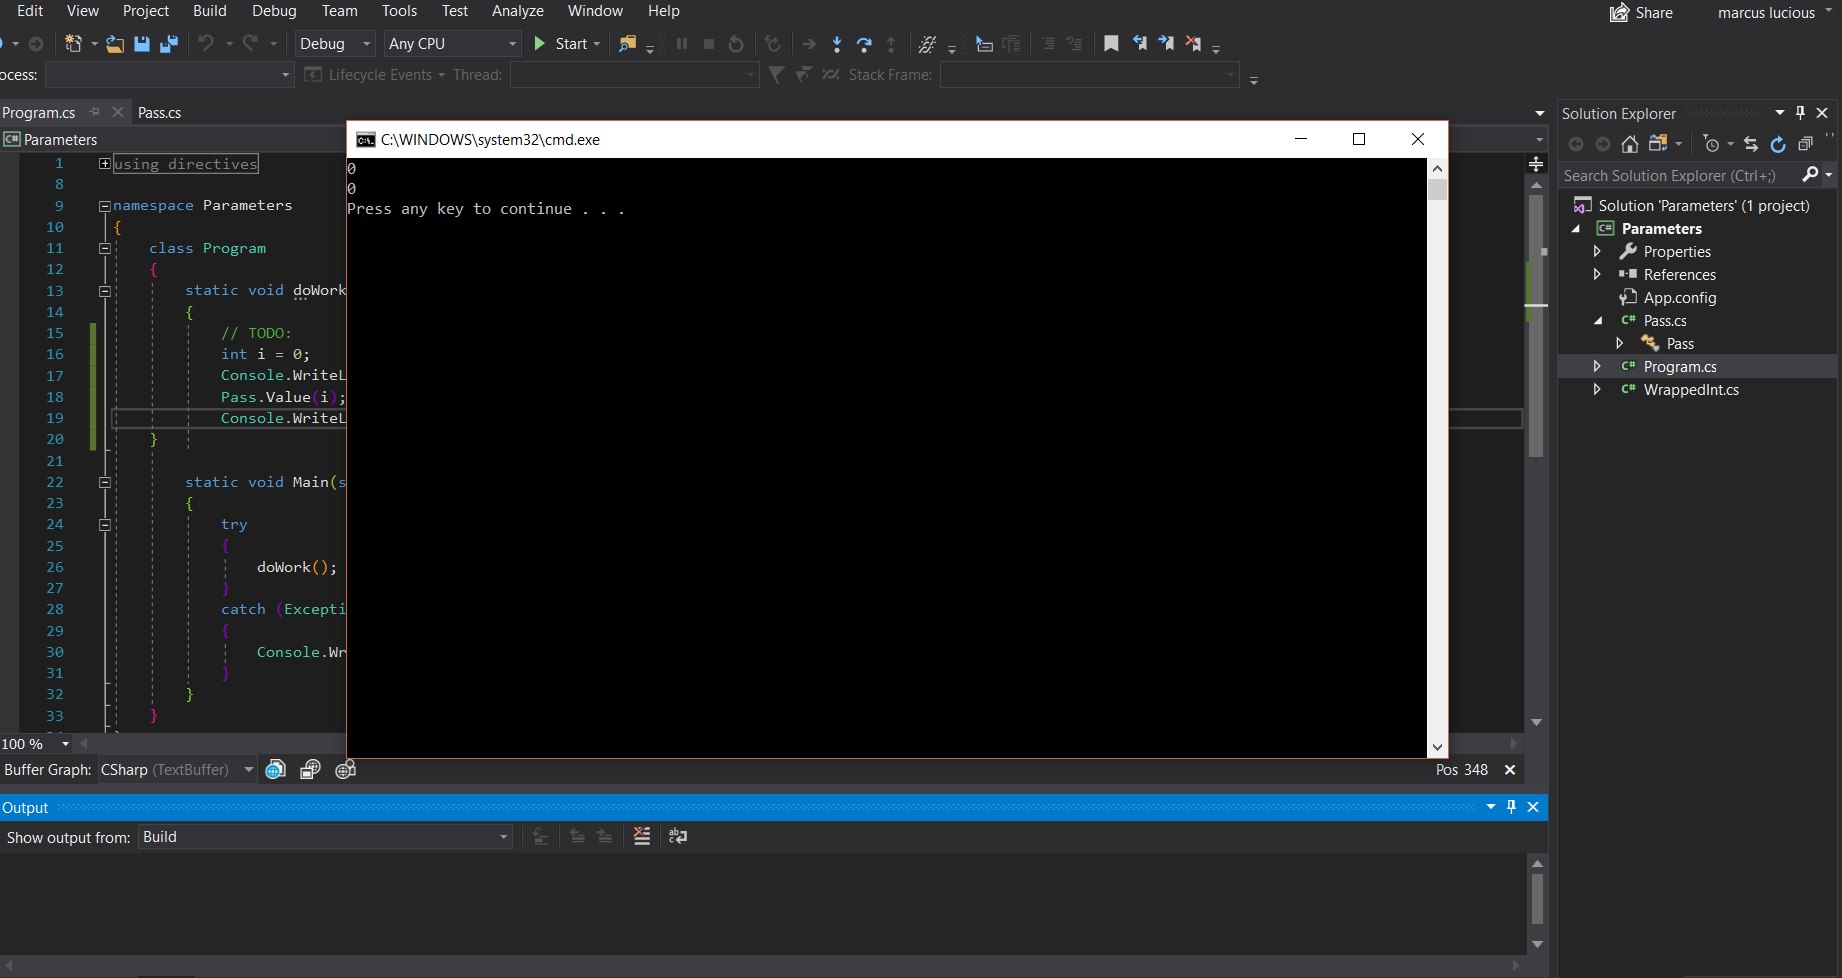 Edit View Project Build Debug Team Tools Test Analyze Window Help Share marcus lucious
Debug Any CPU Start
ocess: Lifecycle Events Thread: Stack Frame:
Program.cs Pass.cs
C# Parameters
C:\WINDOWS\system32\cmd.exe
0
0
Press any key to continue . . .
1 using directives
8
9 namespace Parameters
10 {
11 class Program
12 {
13 static void doWork
14 {
15 // TODO:
16 int i = 0;
17 Console.WriteL
18 Pass.Value(i);
19 Console.WriteL
20 }
21
22 static void Main(s
23 {
24 try
25 {
26 doWork();
27 }
28 catch (Excepti
29 {
30 Console.Wr
31 }
32 }
33 }
100 %
Buffer Graph: CSharp (TextBuffer) Pos 348
Output
Show output from: Build
Solution Explorer
Search Solution Explorer (Ctrl+;)
Solution 'Parameters' (1 project)
C# Parameters
Properties
References
App.config
C# Pass.cs
Pass
C# Program.cs
C# WrappedInt.cs